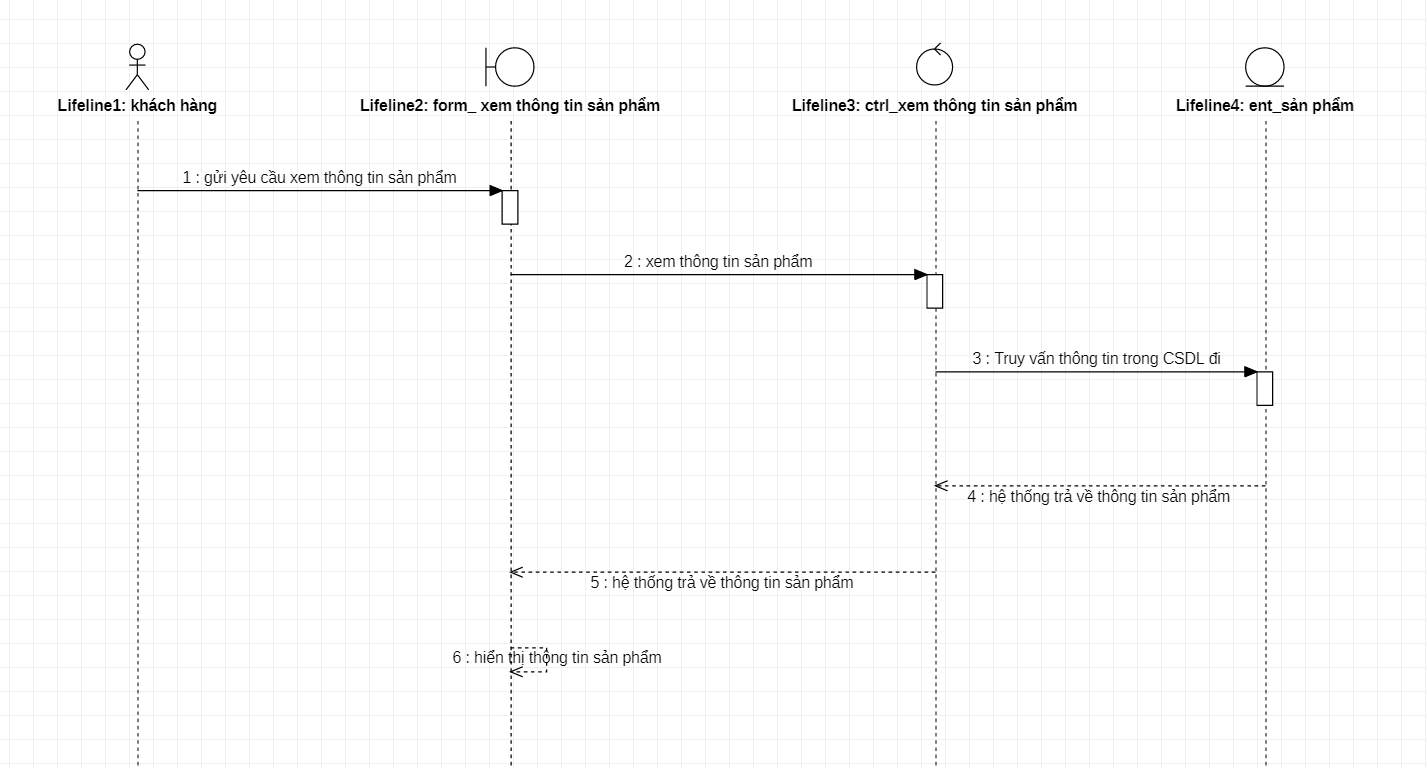 Lifeline1: khách hàng
Lifeline2: form_ xem thông tin sản phẩm
Lifeline3: ctrl_xem thông tin sản phẩm
Lifeline4: ent_sản phẩm
1 : gửi yêu cầu xem thông tin sản phẩm
2 : xem thông tin sản phẩm
3 : Truy vấn thông tin trong CSDL đi
4 : hệ thống trả về thông tin sản phẩm
5 : hệ thống trả về thông tin sản phẩm
6 : hiển thị thông tin sản phẩm